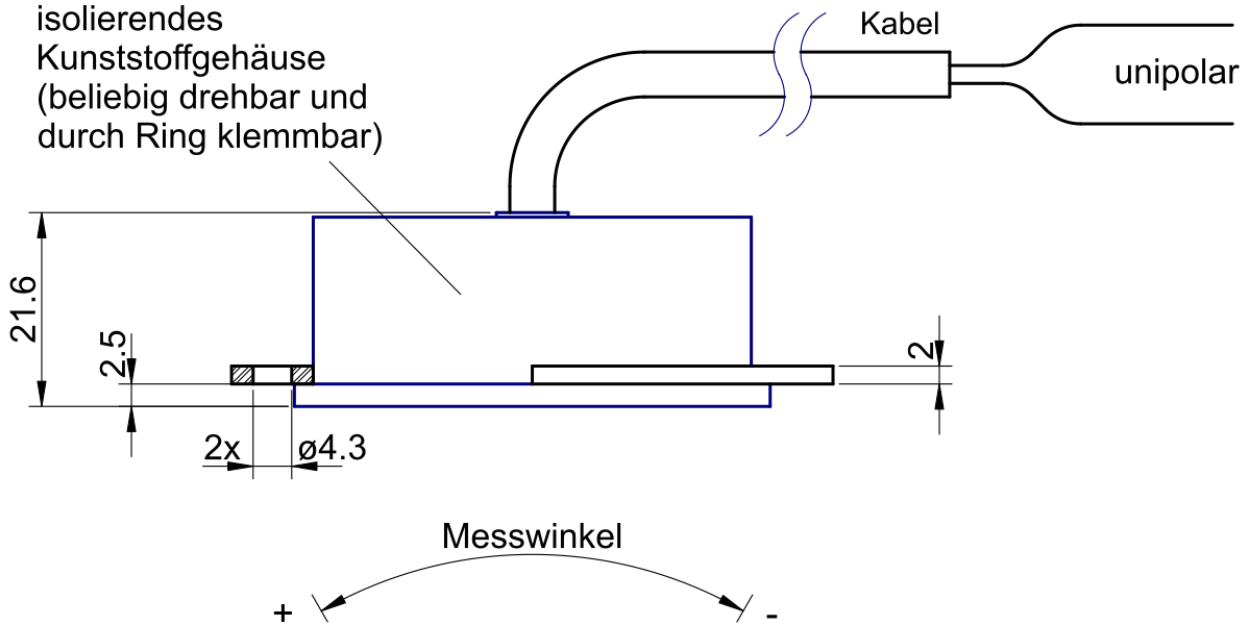 isolierendes
Kunststoffgehäuse
(beliebig drehbar und
durch Ring klemmbar)
Kabel
unipolar
21.6
2.5
2
2x ø4.3
Messwinkel
+ -